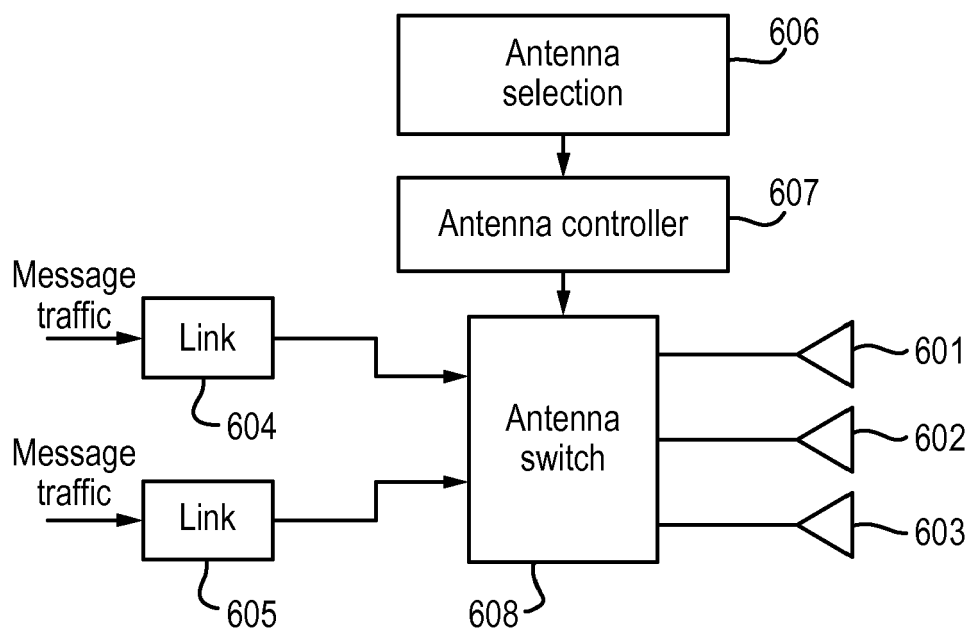 Antenna
selection
606
Antenna controller
607
Message
traffic
Link
604
Message
traffic
Link
605
Antenna
switch
608
601
602
603